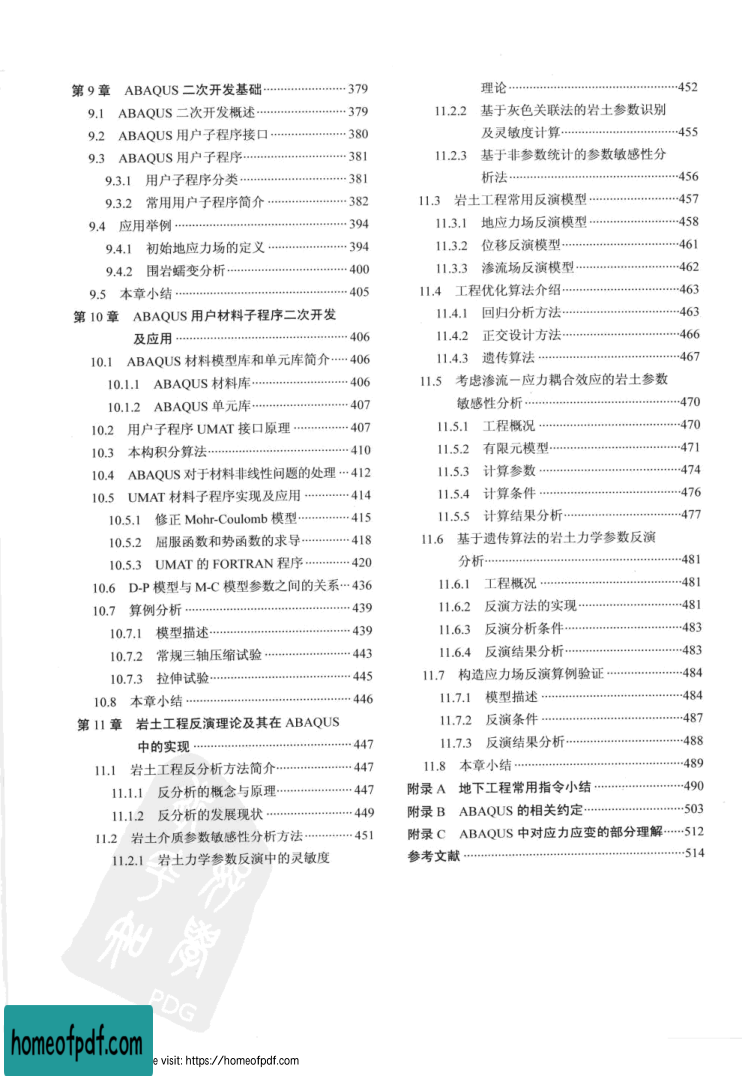 第 9 章 ABAQUS 二次开发基础························379
9.1 ABAQUS 二次开发概述··························379
9.2 ABAQUS 用户子程序接口······················380
9.3 ABAQUS 用户子程序······························381
9.3.1 用户子程序分类·······························381
9.3.2 常用用户子程序简介························382
9.4 应用举例··················································394
9.4.1 初始地应力场的定义························394
9.4.2 围岩蠕变分析···································400
9.5 本章小结··················································405
第 10 章 ABAQUS 用户材料子程序二次开发
及应用··················································406
10.1 ABAQUS 材料模型库和单元库简介·····406
10.1.1 ABAQUS 材料库····························406
10.1.2 ABAQUS 单元库····························407
10.2 用户子程序 UMAT 接口原理················407
10.3 本构积分算法·········································410
10.4 ABAQUS 对于材料非线性问题的处理···412
10.5 UMAT 材料子程序实现及应用·············414
10.5.1 修正 Mohr-Coulomb 模型···············415
10.5.2 屈服函数和势函数的求导··············418
10.5.3 UMAT 的 FORTRAN 程序·············420
10.6 D-P 模型与 M-C 模型参数之间的关系···436
10.7 算例分析················································439
10.7.1 模型描述·········································439
10.7.2 常规三轴压缩试验·························443
10.7.3 拉伸试验·········································445
10.8 本章小结················································446
第 11 章 岩土工程反演理论及其在 ABAQUS
中的实现··············································447
11.1 岩土工程反分析方法简介······················447
11.1.1 反分析的概念与原理······················447
11.1.2 反分析的发展现状·························449
11.2 岩土介质参数敏感性分析方法··············451
11.2.1 岩土力学参数反演中的灵敏度
理论·················································452
11.2.2 基于灰色关联法的岩土参数识别
及灵敏度计算··································455
11.2.3 基于非参数统计的参数敏感性分
析法·················································456
11.3 岩土工程常用反演模型··························457
11.3.1 地应力场反演模型·························458
11.3.2 位移反演模型··································461
11.3.3 渗流场反演模型······························462
11.4 工程优化算法介绍··································463
11.4.1 回归分析方法··································463
11.4.2 正交设计方法··································466
11.4.3 遗传算法·········································467
11.5 考虑渗流－应力耦合效应的岩土参数
敏感性分析·············································470
11.5.1 工程概况·········································470
11.5.2 有限元模型······································471
11.5.3 计算参数·········································474
11.5.4 计算条件·········································476
11.5.5 计算结果分析··································477
11.6 基于遗传算法的岩土力学参数反演
分析·························································481
11.6.1 工程概况·········································481
11.6.2 反演方法的实现······························481
11.6.3 反演分析条件··································483
11.6.4 反演结果分析··································483
11.7 构造应力场反演算例验证······················484
11.7.1 模型描述·········································484
11.7.2 反演条件·········································487
11.7.3 反演结果分析··································488
11.8 本章小结················································489
附录 A 地下工程常用指令小结·························490
附录 B ABAQUS 的相关约定····························503
附录 C ABAQUS 中对应力应变的部分理解······512
参考文献·······························································514
PDG
homeofpdf.com
e visit: https://homeofpdf.com